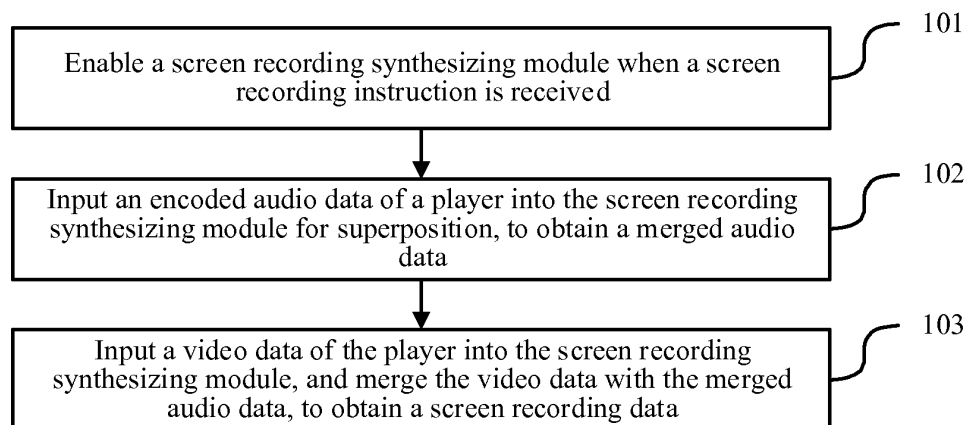 101
Enable a screen recording synthesizing module when a screen
recording instruction is received
102
Input an encoded audio data of a player into the screen recording
synthesizing module for superposition, to obtain a merged audio
data
103
Input a video data of the player into the screen recording
synthesizing module, and merge the video data with the merged
audio data, to obtain a screen recording data